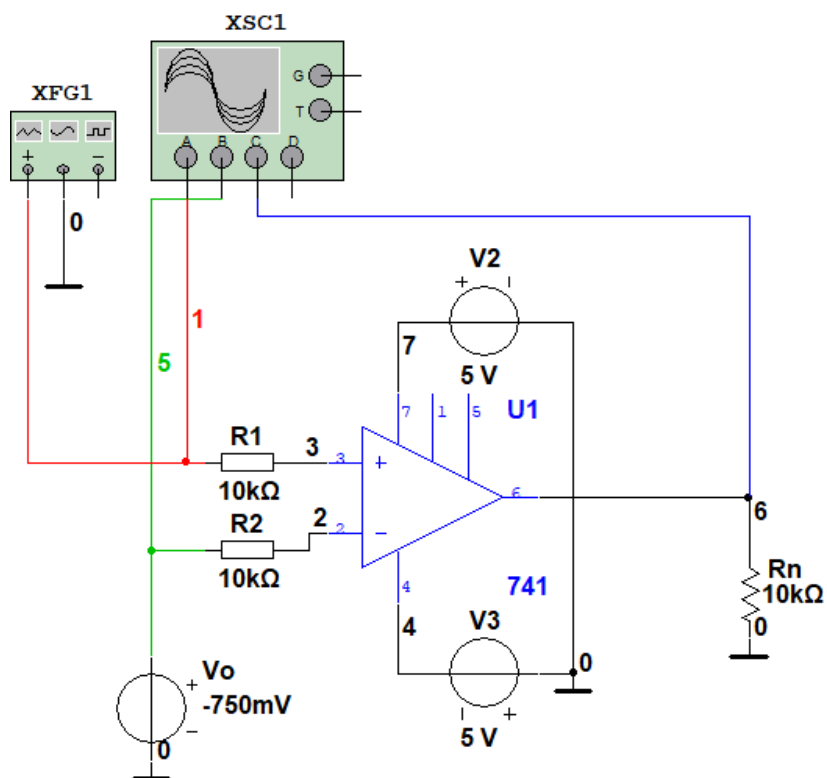 XSC1
XFG1
G
T
A B C D
+ −
0
1
5
V2
+ −
7
5 V
7 1 5
U1
R1
3
3
+
6
6
10kΩ
R2
2
2
−
10kΩ
4
741
Rn
10kΩ
4
V3
0
0
Vo
+
-750mV
−
− +
5 V
0